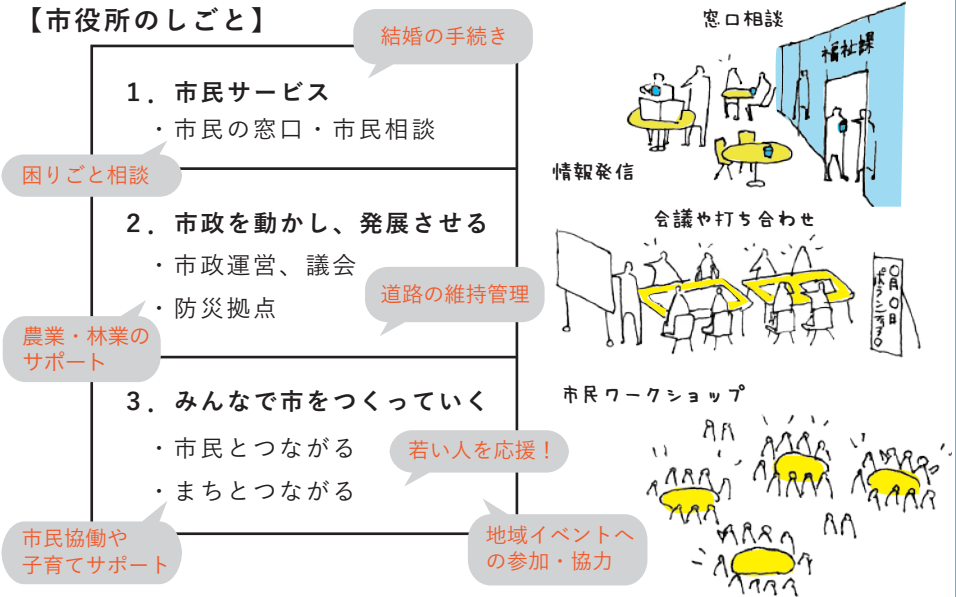 【市役所のしごと】
結婚の手続き
1．市民サービス
・市民の窓口・市民相談
困りごと相談
2．市政を動かし、発展させる
・市政運営、議会
・防災拠点
道路の維持管理
農業・林業の
サポート
3．みんなで市をつくっていく
・市民とつながる
・まちとつながる
若い人を応援！
市民協働や
子育てサポート
地域イベントへ
の参加・協力
窓口相談
福祉課
情報発信
会議や打ち合わせ
〇月〇日
ボランティア〇
市民ワークショップ